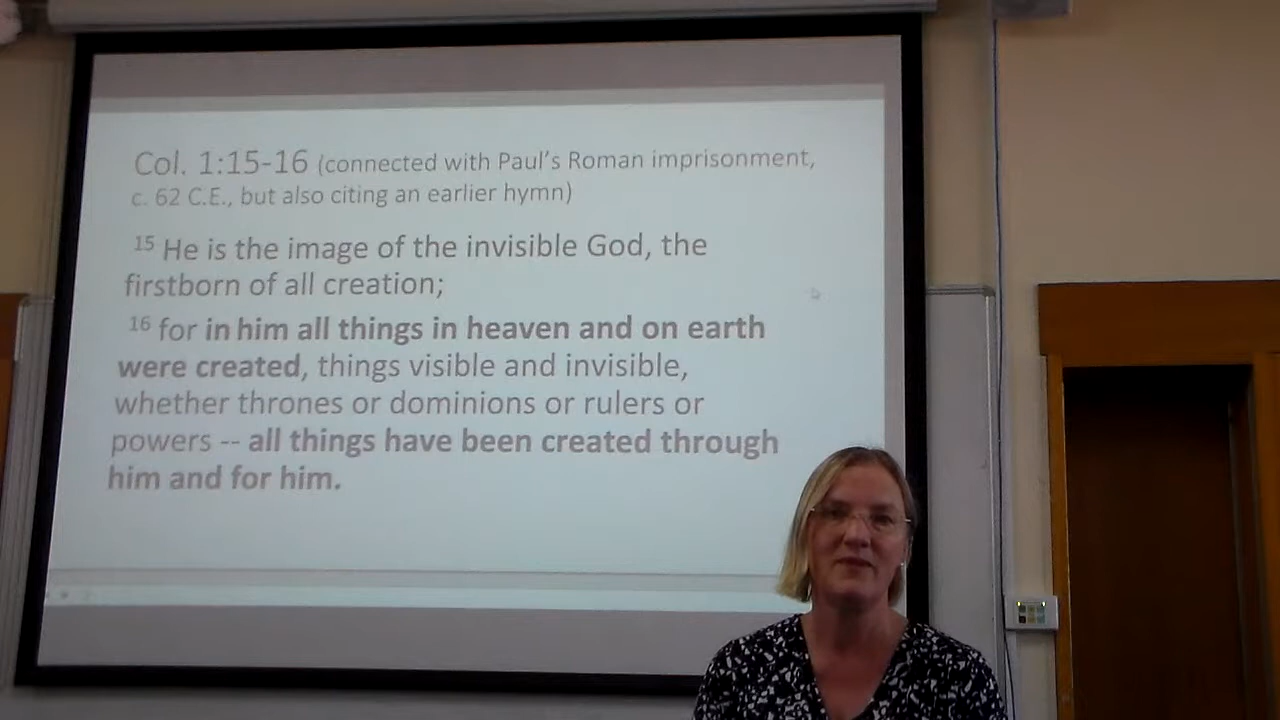 Col. 1:15-16 (connected with Paul's Roman imprisonment,
c. 62 C.E., but also citing an earlier hymn)
15 He is the image of the invisible God, the
firstborn of all creation;
16 for in him all things in heaven and on earth
were created, things visible and invisible,
whether thrones or dominions or rulers or
powers -- all things have been created through
him and for him.